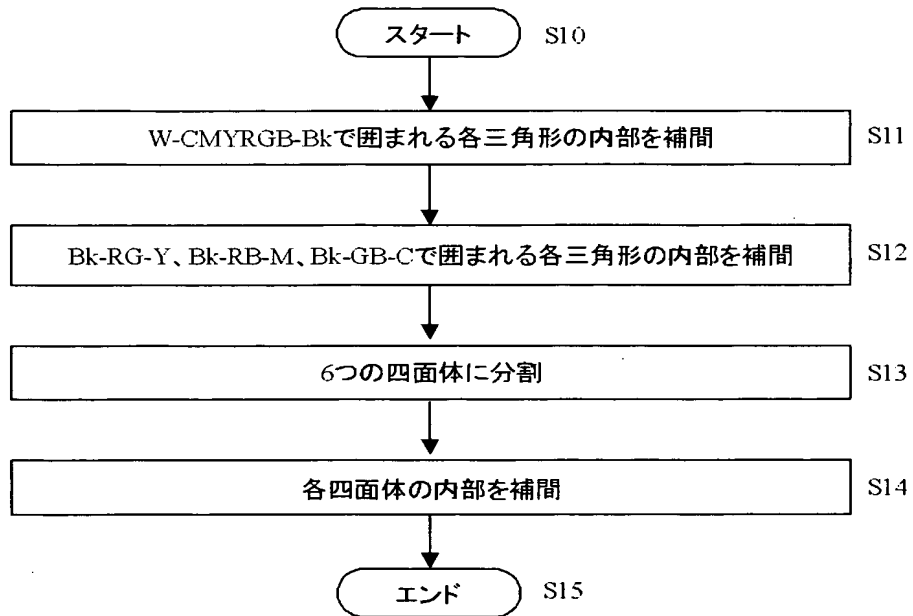 スタート S10
W-CMYRGB-Bkで囲まれる各三角形の内部を補間 S11
Bk-RG-Y、Bk-RB-M、Bk-GB-Cで囲まれる各三角形の内部を補間 S12
6つの四面体に分割 S13
各四面体の内部を補間 S14
エンド S15